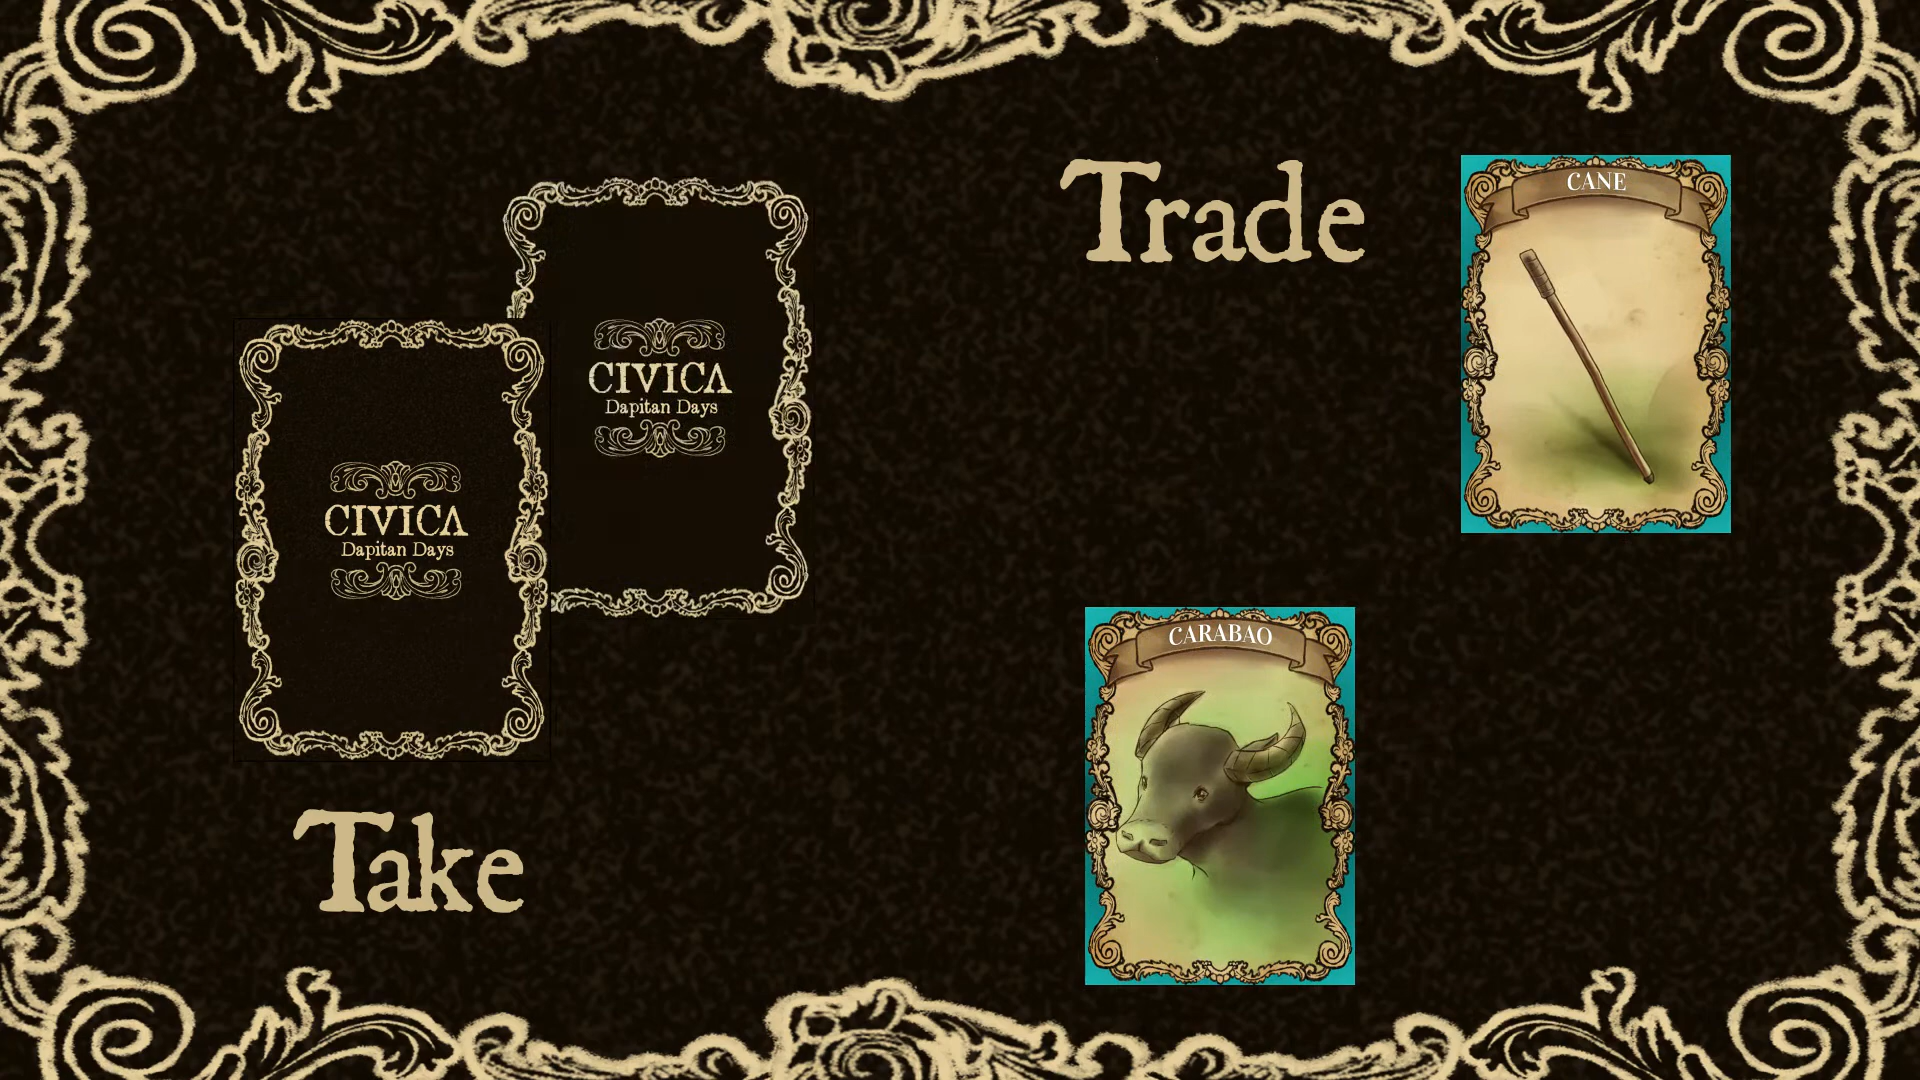 CIVICA
Dapitan Days
CIVICA
Dapitan Days
Take
Trade
CANE
CARABAO